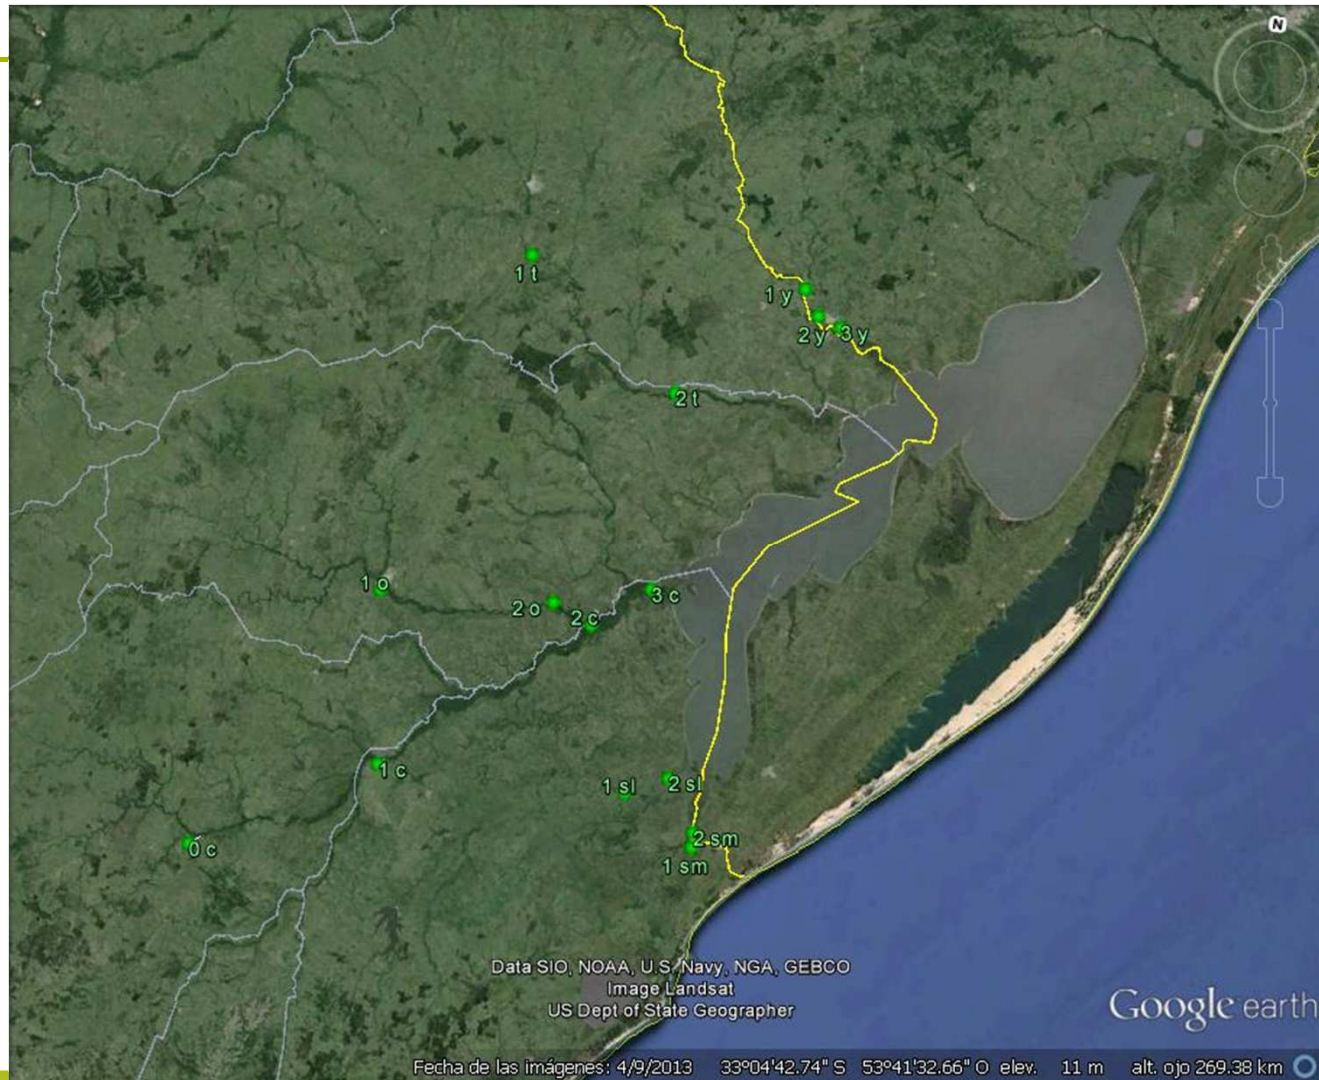 N
1 t
1 y
2 y
3 y
2 t
1 o
2 o
2 c
3 c
1 c
1 sl
2 sl
0 c
2 sm
1 sm
Data SIO, NOAA, U.S. Navy, NGA, GEBCO
Image Landsat
US Dept of State Geographer
Google earth
Fecha de las imágenes: 4/9/2013 33°04'42.74" S 53°41'32.66" O elev. 11 m alt. ojo 269.38 km